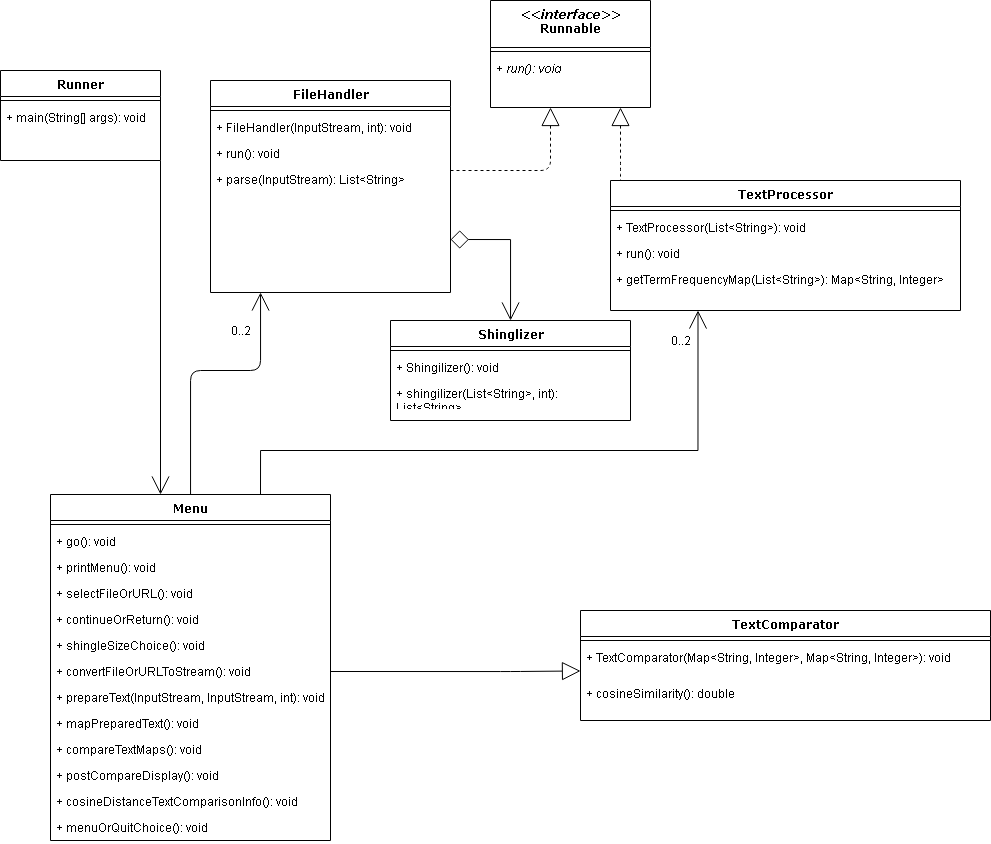 <<interface>>
Runnable
+ run(): void
Runner
+ main(String[] args): void
FileHandler
+ FileHandler(InputStream, int): void
+ run(): void
+ parse(InputStream): List<String>
TextProcessor
+ TextProcessor(List<String>): void
+ run(): void
+ getTermFrequencyMap(List<String>): Map<String, Integer>
0..2
0..2
Shinglizer
+ Shingilizer(): void
+ shingilizer(List<String>, int):
List<String>
Menu
+ go(): void
+ printMenu(): void
+ selectFileOrURL(): void
+ continueOrReturn(): void
+ shingleSizeChoice(): void
+ convertFileOrURLToStream(): void
+ prepareText(InputStream, InputStream, int): void
+ mapPreparedText(): void
+ compareTextMaps(): void
+ postCompareDisplay(): void
+ cosineDistanceTextComparisonInfo(): void
+ menuOrQuitChoice(): void
TextComparator
+ TextComparator(Map<String, Integer>, Map<String, Integer>): void
+ cosineSimilarity(): double